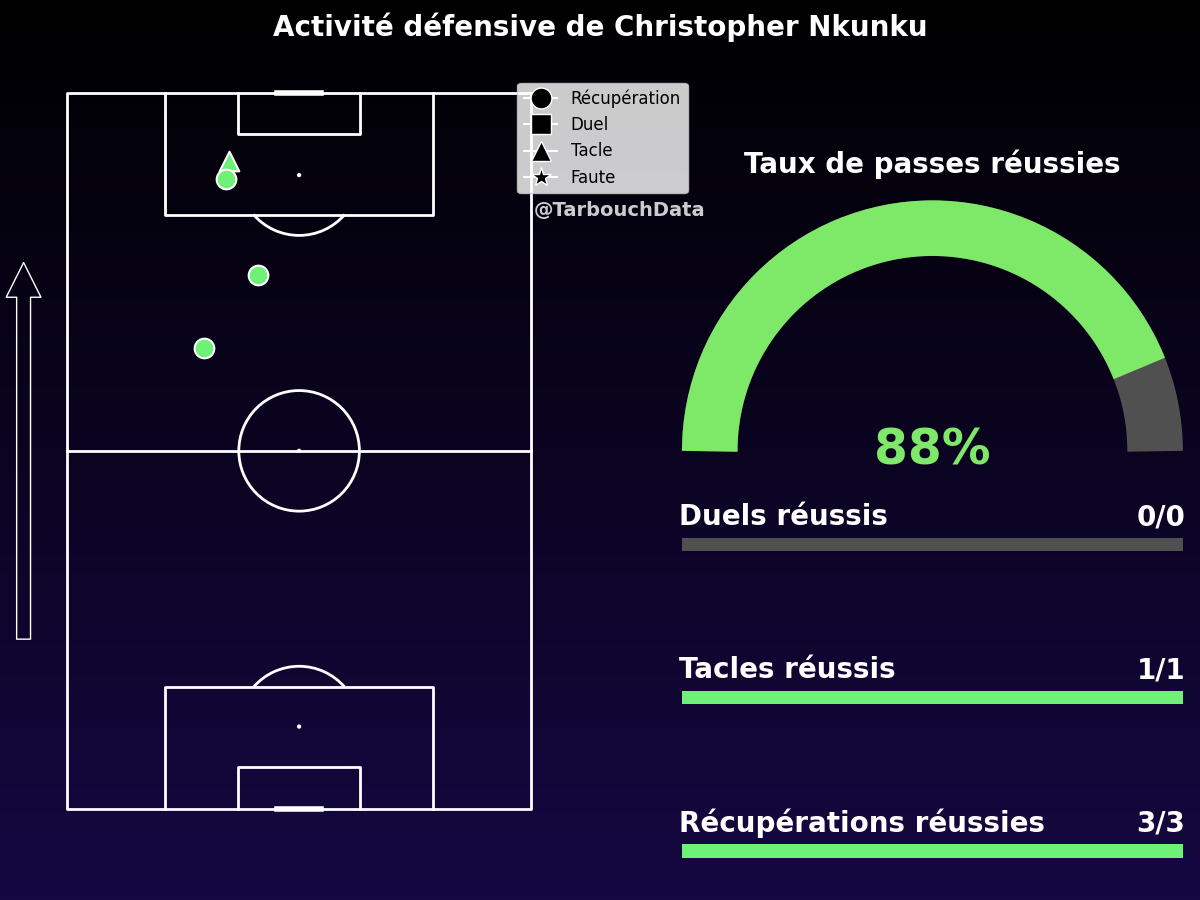 Activité défensive de Christopher Nkunku
Récupération
Duel
Tacle
Faute
@TarbouchData
Taux de passes réussies
88%
Duels réussis 0/0
Tacles réussis 1/1
Récupérations réussies 3/3